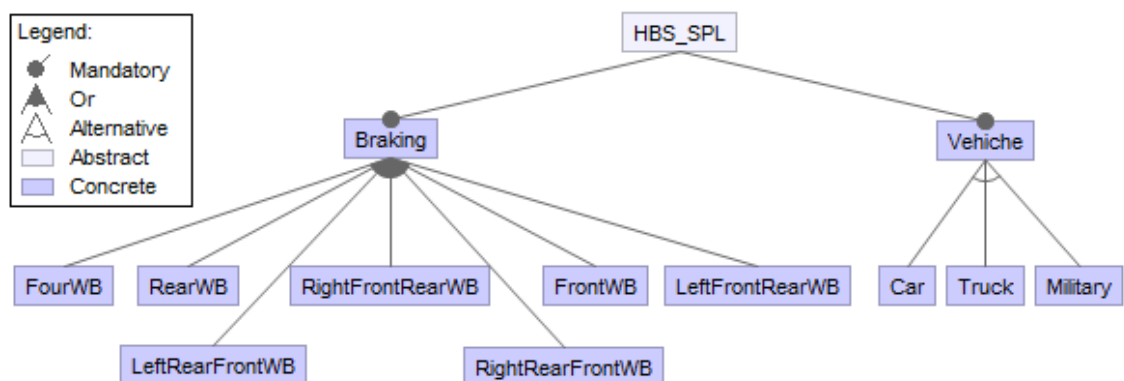 Legend:
Mandatory
Or
Alternative
Abstract
Concrete
HBS_SPL
Braking
Vehiche
FourWB
RearWB
RightFrontRearWB
FrontWB
LeftFrontRearWB
Car
Truck
Military
LeftRearFrontWB
RightRearFrontWB